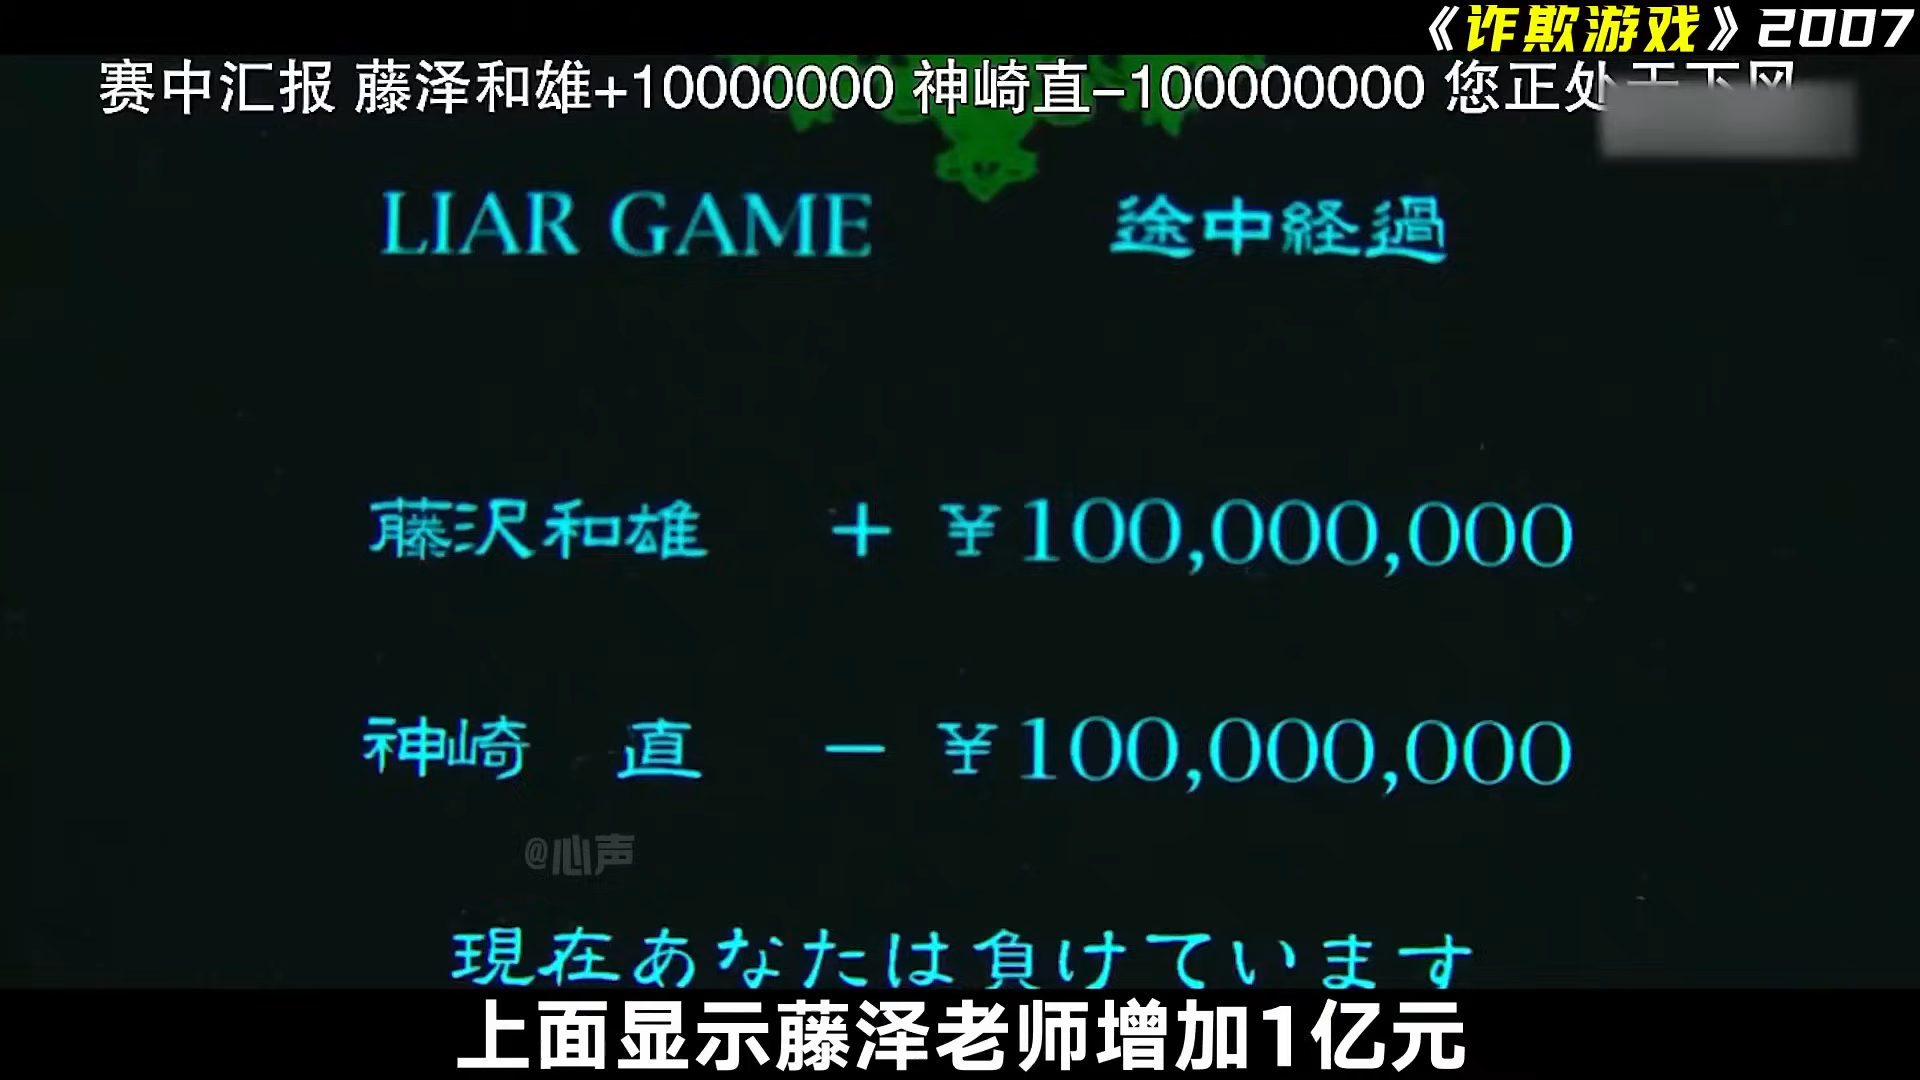 《诈欺游戏》2007
赛中汇报 藤泽和雄+10000000 神崎直-100000000 您正处
LIAR GAME 途中経過
藤沢和雄 + ¥100,000,000
神崎 直 - ¥100,000,000
@心声
現在あなたは負けています
上面显示藤泽老师增加1亿元